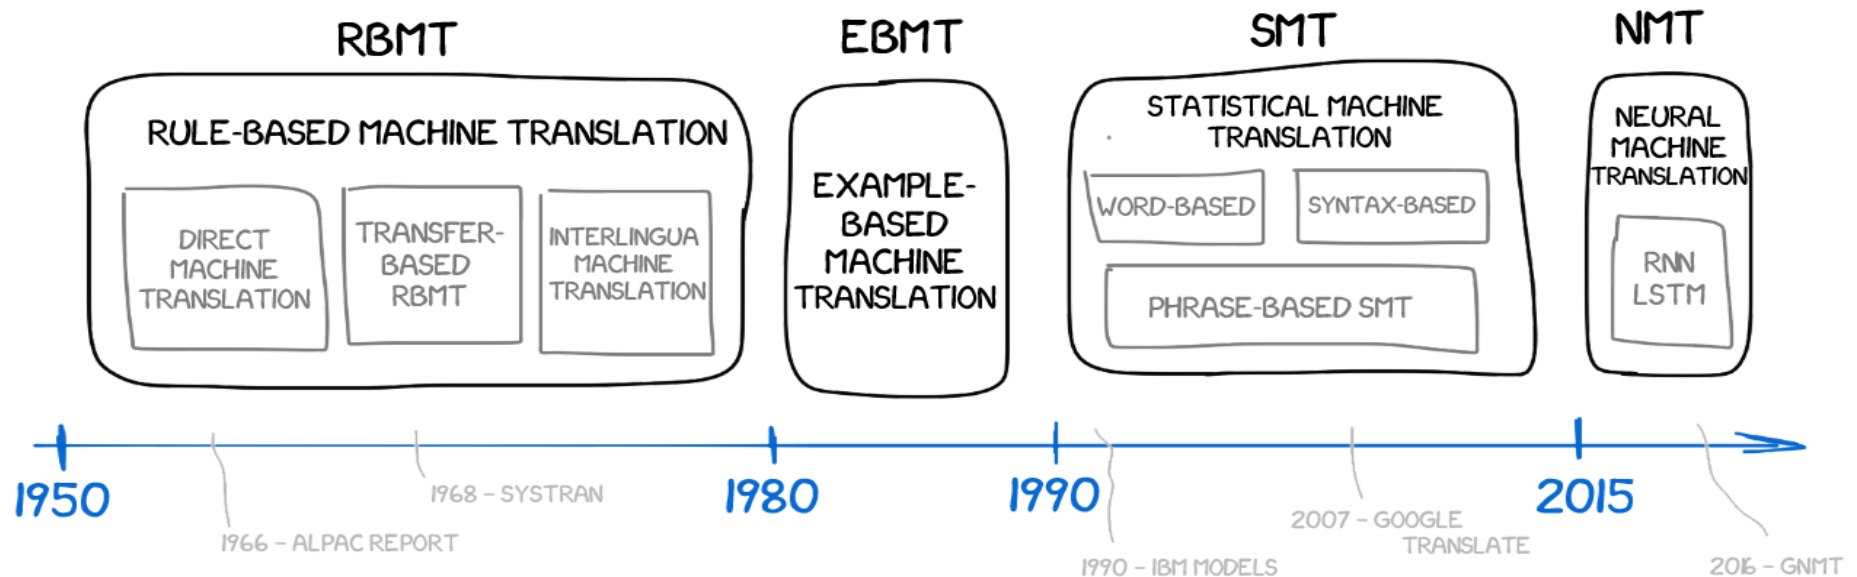 RBMT
RULE-BASED MACHINE TRANSLATION
DIRECT
MACHINE
TRANSLATION
TRANSFER-
BASED
RBMT
INTERLINGUA
MACHINE
TRANSLATION
EBMT
EXAMPLE-
BASED
MACHINE
TRANSLATION
SMT
STATISTICAL MACHINE
TRANSLATION
WORD-BASED
SYNTAX-BASED
PHRASE-BASED SMT
NMT
NEURAL
MACHINE
TRANSLATION
RNN
LSTM
1950
1966 - ALPAC REPORT
1968 - SYSTRAN
1980
1990
1990 - IBM MODELS
2007 - GOOGLE
TRANSLATE
2015
2016 - GNMT